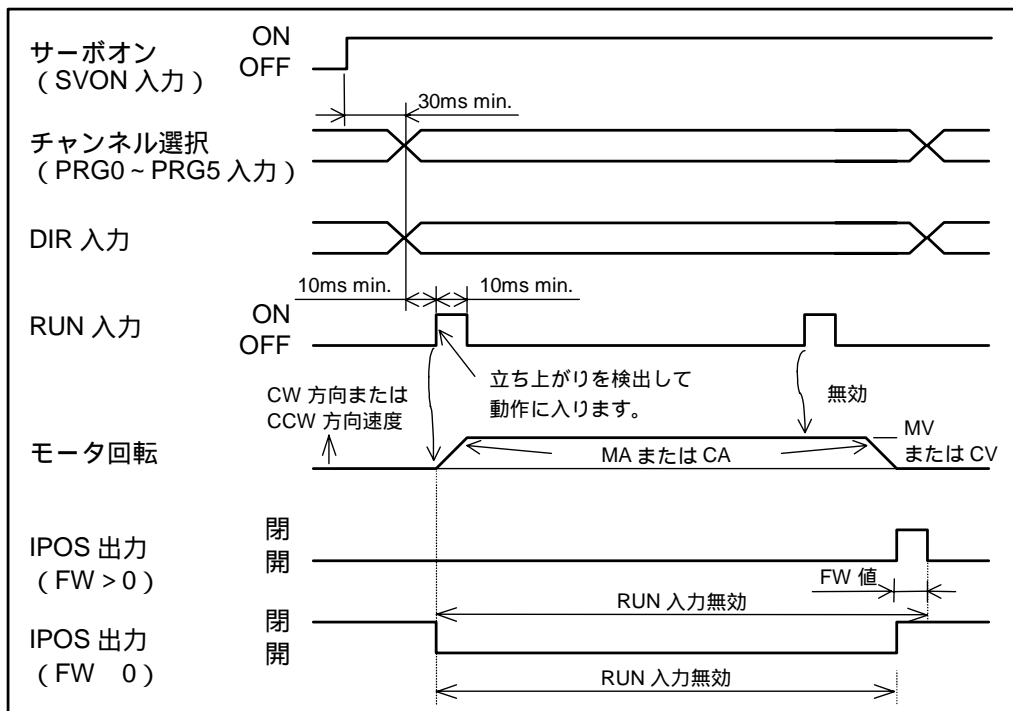 サーボオン
（SVON 入力）
ON
OFF
30ms min.
チャンネル選択
（PRG0～PRG5 入力）
DIR 入力
10ms min.
10ms min.
RUN 入力
ON
OFF
立ち上がりを検出して
動作に入ります。
無効
CW 方向または
CCW 方向速度
モータ回転
MA または CA
MV
または CV
IPOS 出力
（FW > 0）
閉
開
FW 値
RUN 入力無効
IPOS 出力
（FW 0）
閉
開
RUN 入力無効